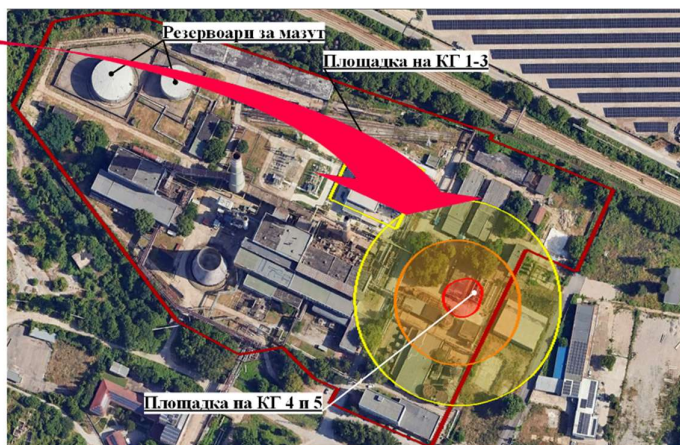 Резервоари за мазут
Площадка на КГ 1-3
Площадка на КГ 4 и 5